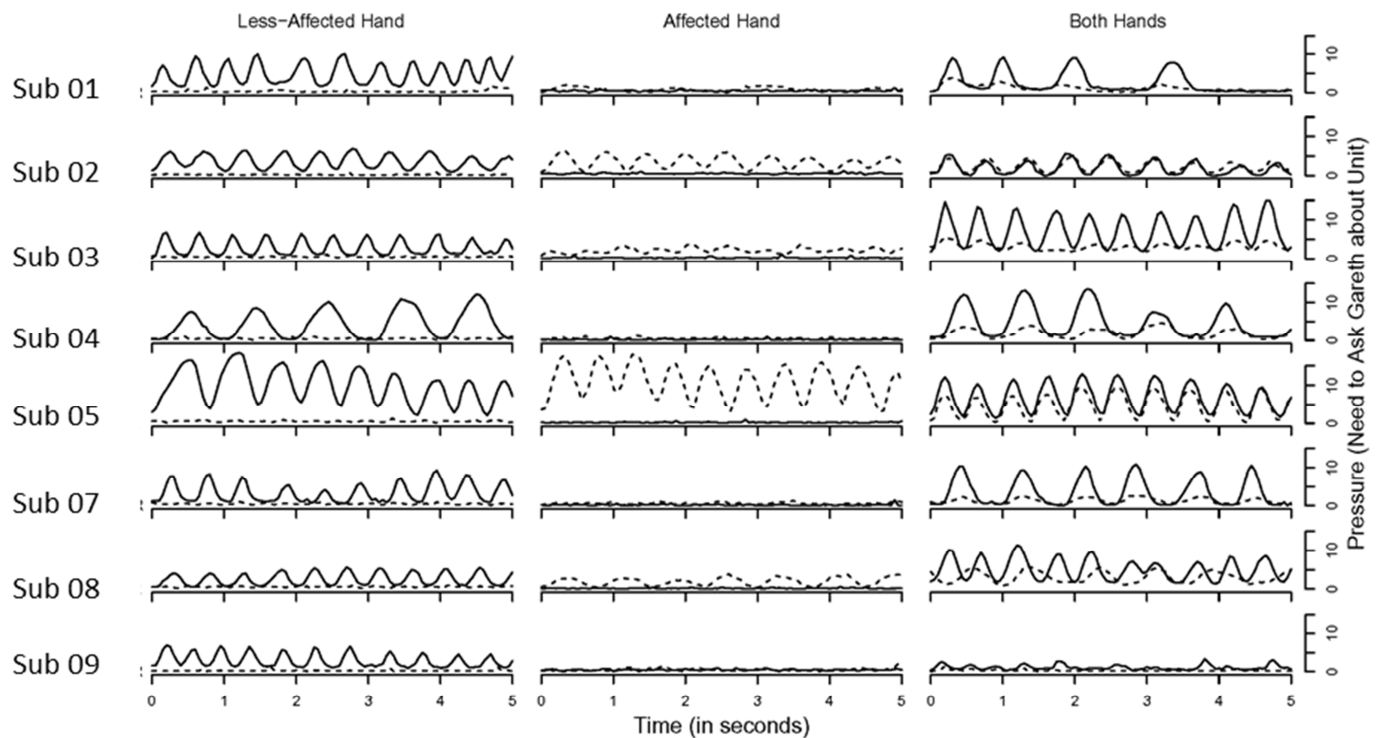 Less-Affected Hand Affected Hand Both Hands
Sub 01
0 10
Sub 02
0 10
Sub 03
0 10
Sub 04
0 10
Sub 05
0 10
Sub 07
0 10
Sub 08
0 10
Sub 09
0 10
0 1 2 3 4 5 0 1 2 3 4 5 0 1 2 3 4 5
Time (in seconds)
Pressure (Need to Ask Gareth about Unit)